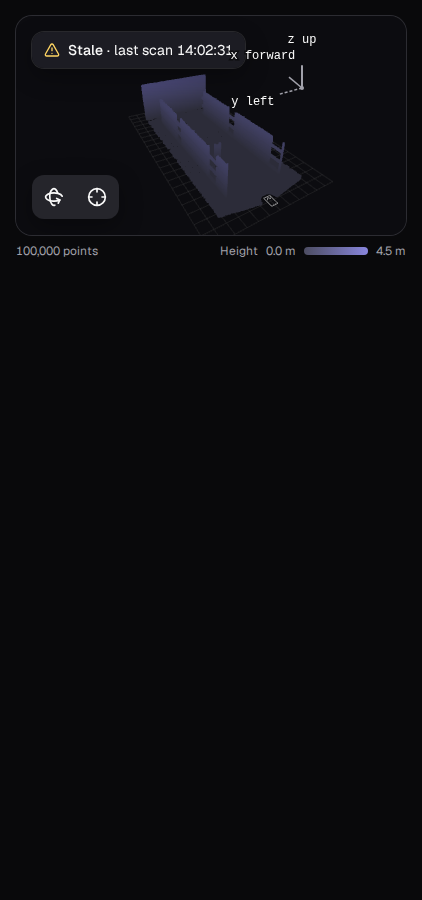 Stale · last scan 14:02:31
z up
x forward
y left
100,000 points
Height 0.0 m 4.5 m